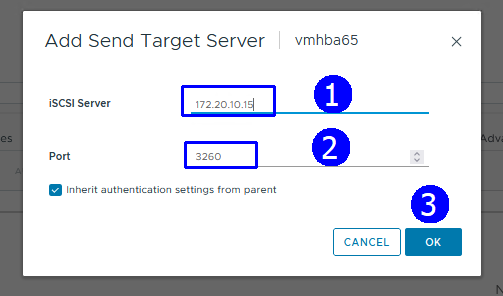 Add Send Target Server | vmhba65
iSCSI Server 172.20.10.15 1
Port 3260 2
Inherit authentication settings from parent
3
CANCEL OK
es
Adva
A
N